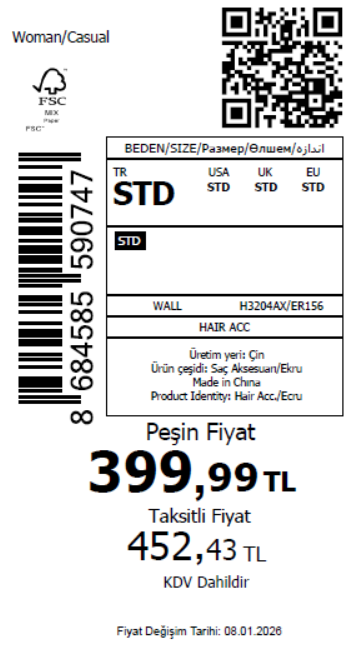 Woman/Casual
FSC
MIX
Paper
FSC™
8 684585 590747
BEDEN/SIZE/Размер/Өлшем/اندازه
TR USA UK EU
STD STD STD STD
STD
WALL H3204AX/ER156
HAIR ACC
Üretim yeri: Çin
Ürün çeşidi: Saç Aksesuarı/Ekru
Made in China
Product Identity: Hair Acc./Ecru
Peşin Fiyat
399,99 TL
Taksitli Fiyat
452,43 TL
KDV Dahildir
Fiyat Değişim Tarihi: 08.01.2026